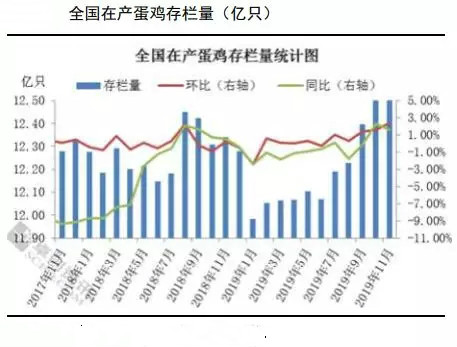 全国在产蛋鸡存栏量（亿只）
全国在产蛋鸡存栏量统计图
亿只
存栏量 环比（右轴） 同比（右轴）
12.50 5.00%
12.40 3.00%
12.30 1.00%
12.20 -1.00%
12.10 -3.00%
12.00 -5.00%
11.90 -7.00%
-9.00%
-11.00%
2017年11月 2018年1月 2018年3月 2018年5月 2018年7月 2018年9月 2018年11月 2019年1月 2019年3月 2019年5月 2019年7月 2019年9月 2019年11月